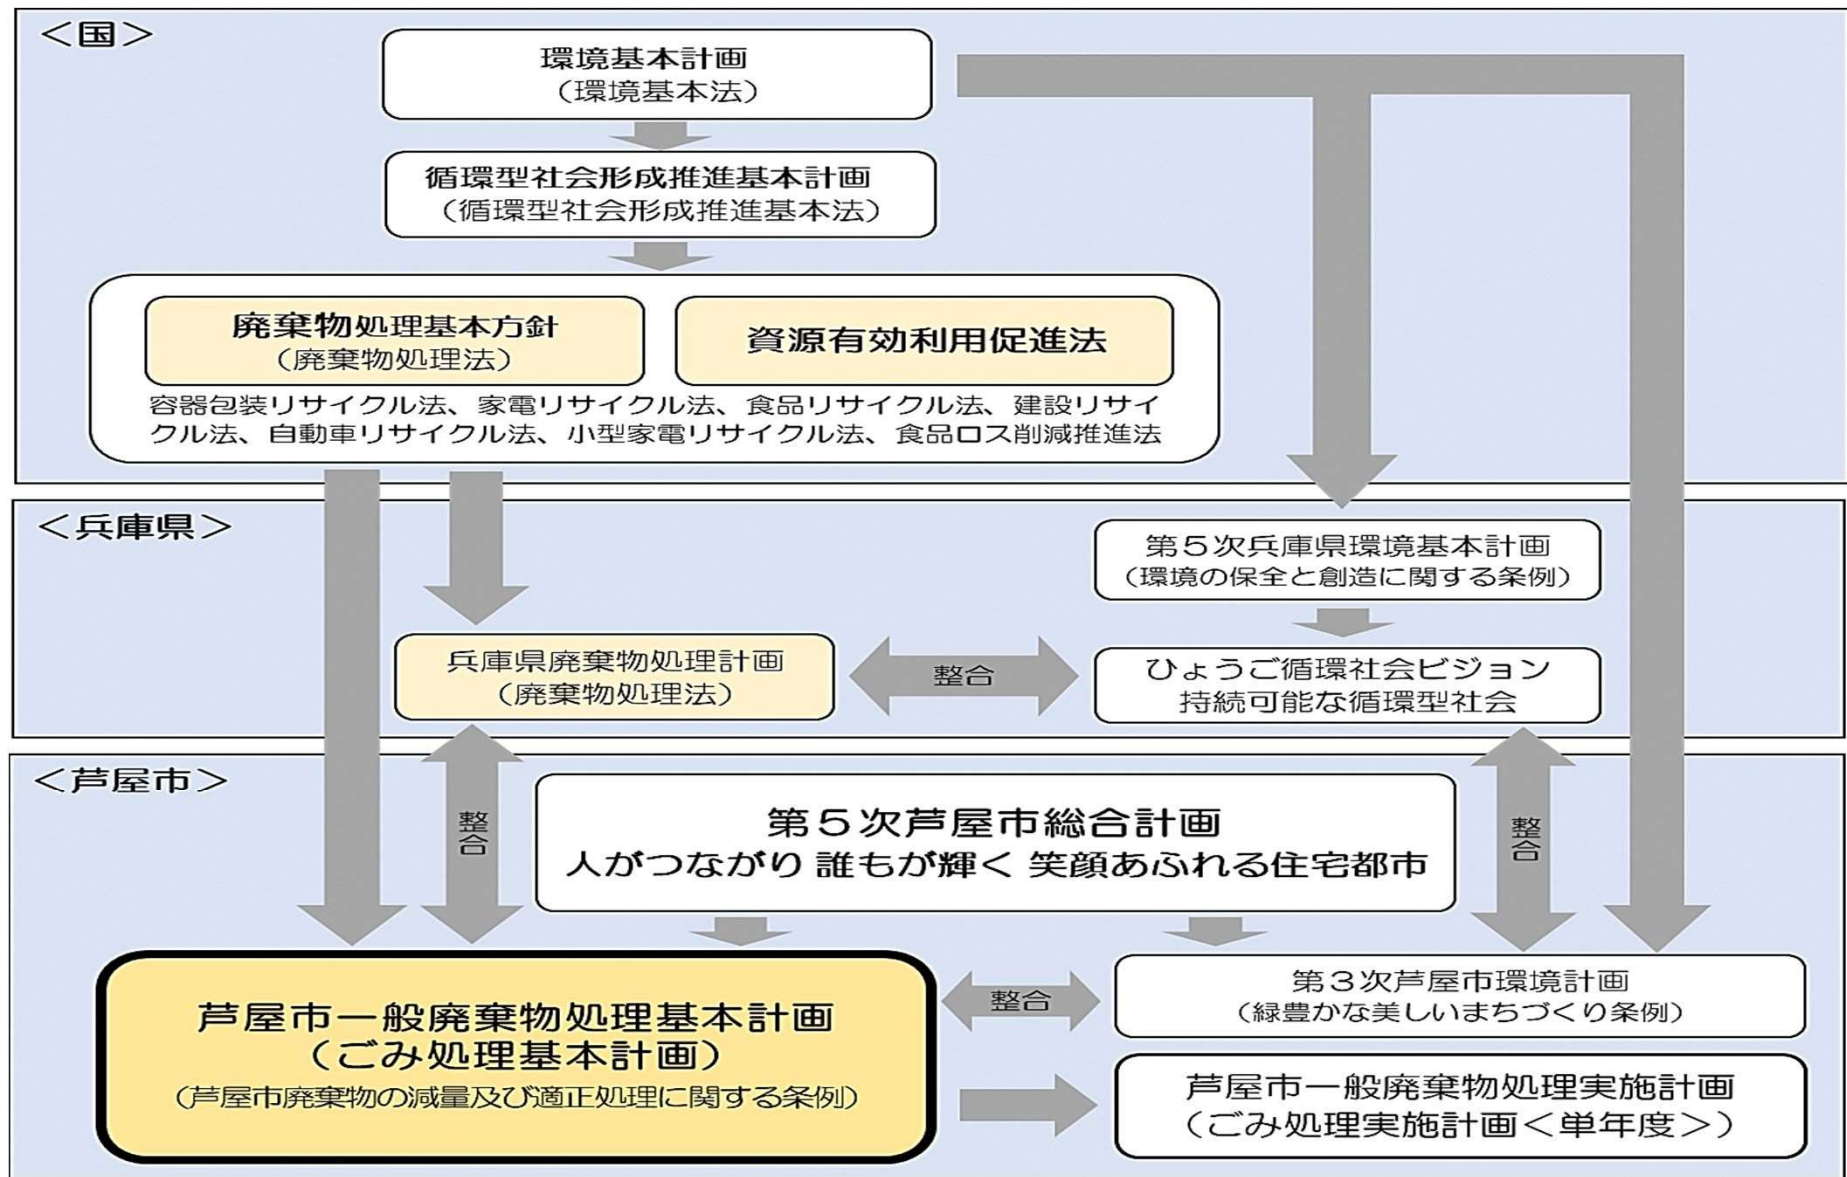 ＜国＞
環境基本計画
（環境基本法）
循環型社会形成推進基本計画
（循環型社会形成推進基本法）
廃棄物処理基本方針
（廃棄物処理法）
資源有効利用促進法
容器包装リサイクル法、家電リサイクル法、食品リサイクル法、建設リサイ
クル法、自動車リサイクル法、小型家電リサイクル法、食品ロス削減推進法
＜兵庫県＞
第５次兵庫県環境基本計画
（環境の保全と創造に関する条例）
兵庫県廃棄物処理計画
（廃棄物処理法）
整合
ひょうご循環社会ビジョン
持続可能な循環型社会
＜芦屋市＞
整合
第５次芦屋市総合計画
人がつながり 誰もが輝く 笑顔あふれる住宅都市
整合
芦屋市一般廃棄物処理基本計画
（ごみ処理基本計画）
（芦屋市廃棄物の減量及び適正処理に関する条例）
整合
第３次芦屋市環境計画
（緑豊かな美しいまちづくり条例）
芦屋市一般廃棄物処理実施計画
（ごみ処理実施計画＜単年度＞）